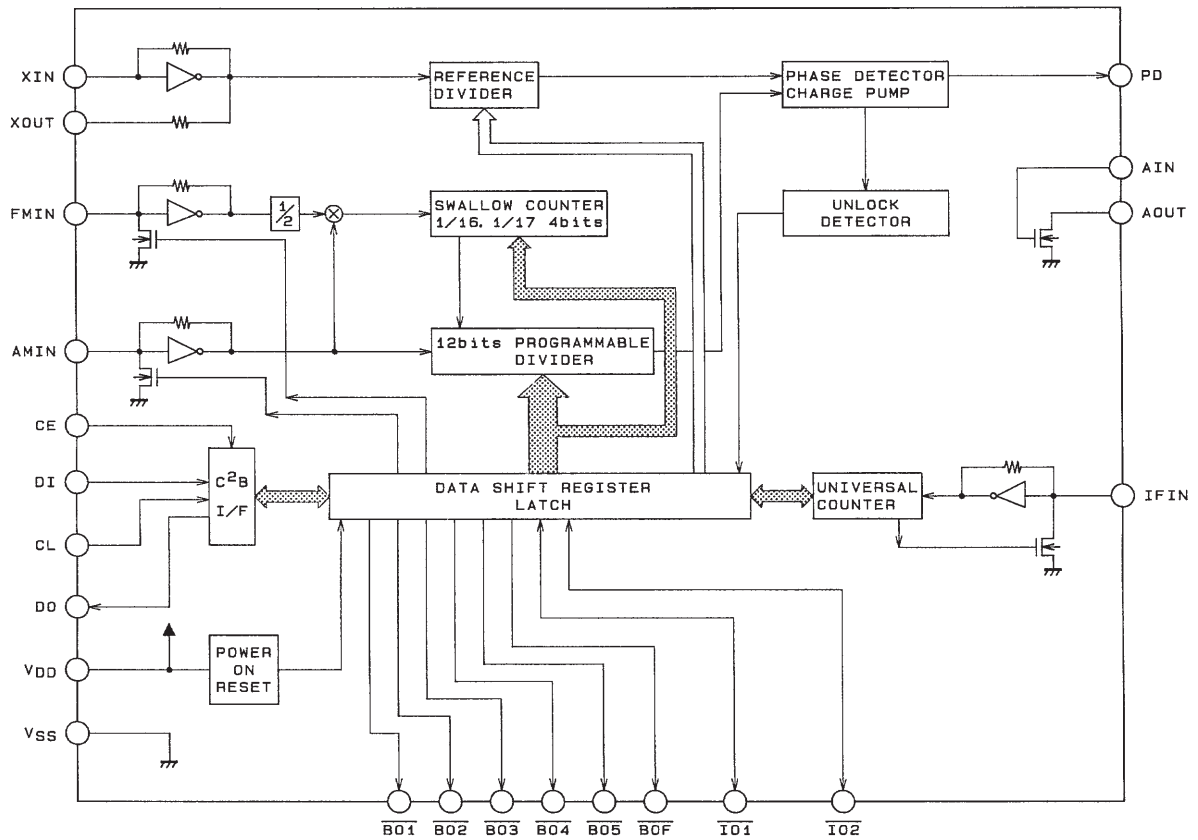 XIN
REFERENCE
DIVIDER
PHASE DETECTOR
CHARGE PUMP
PD
XOUT
AIN
FMIN
1/2
SWALLOW COUNTER
1/16. 1/17 4bits
UNLOCK
DETECTOR
AOUT
AMIN
12bits PROGRAMMABLE
DIVIDER
CE
DI
C2B
I/F
DATA SHIFT REGISTER
LATCH
UNIVERSAL
COUNTER
IFIN
CL
DO
VDD
POWER
ON
RESET
VSS
BO1 BO2 BO3 BO4 BO5 BOF IO1 IO2